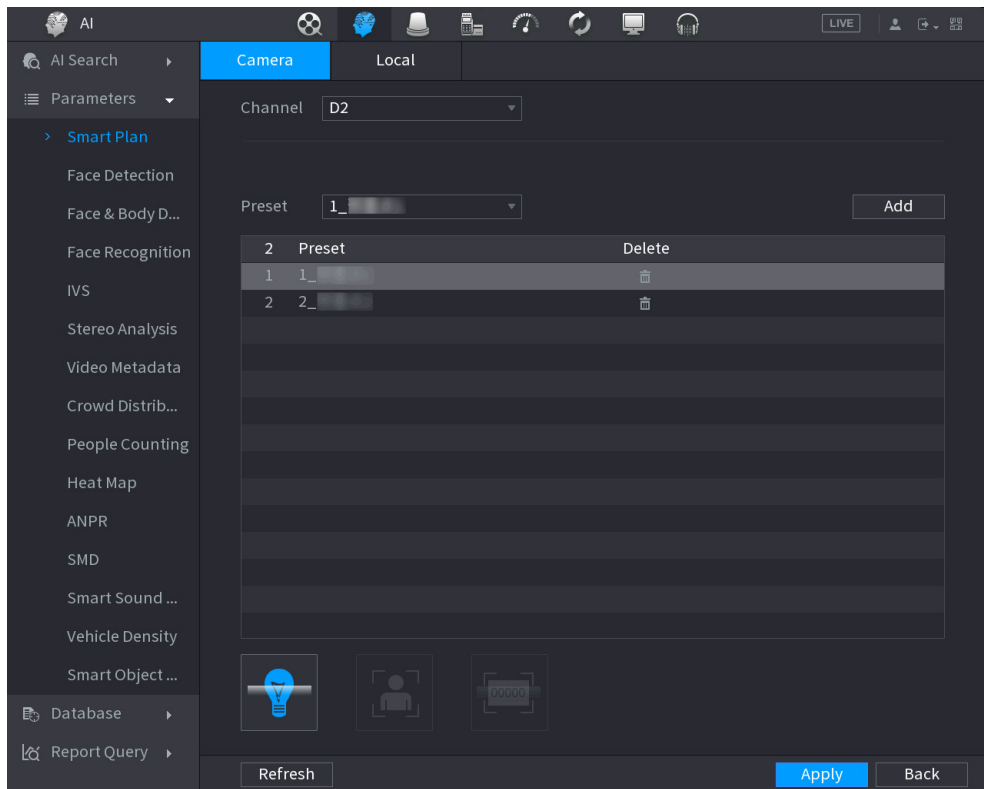 AI
LIVE
AI Search
Parameters
Smart Plan
Face Detection
Face & Body D...
Face Recognition
IVS
Stereo Analysis
Video Metadata
Crowd Distrib...
People Counting
Heat Map
ANPR
SMD
Smart Sound ...
Vehicle Density
Smart Object ...
Database
Report Query
Camera Local
Channel D2
Preset 1_ Add
2 Preset Delete
1 1_
2 2_
00000
Refresh Apply Back